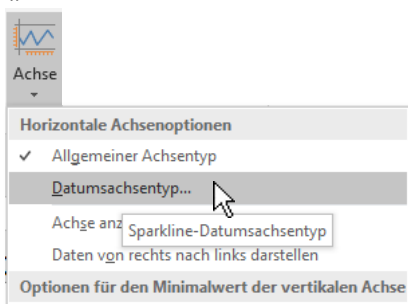 Achse
Horizontale Achsenoptionen
Allgemeiner Achsentyp
Datumsachsentyp...
Achse anz
Sparkline-Datumsachsentyp
Daten von rechts nach links darstellen
Optionen für den Minimalwert der vertikalen Achse